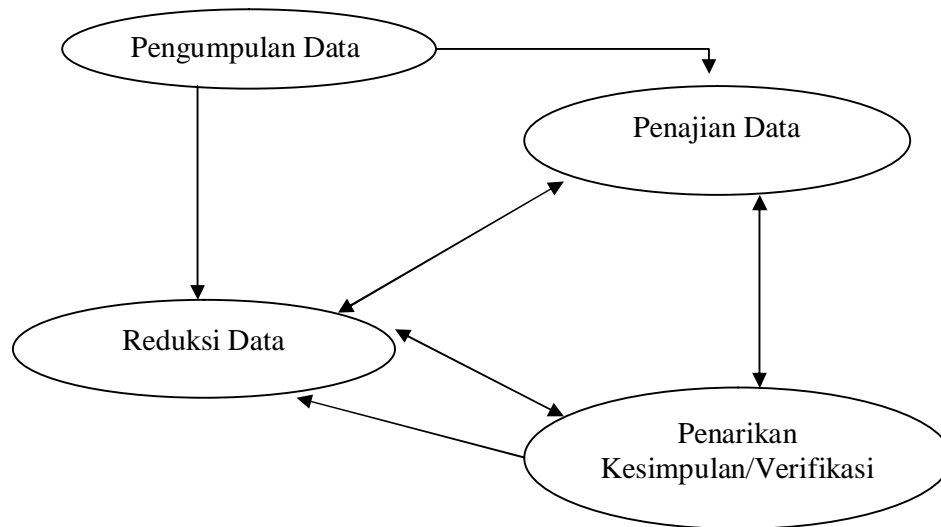 Pengumpulan Data
Penajian Data
Reduksi Data
Penarikan
Kesimpulan/Verifikasi